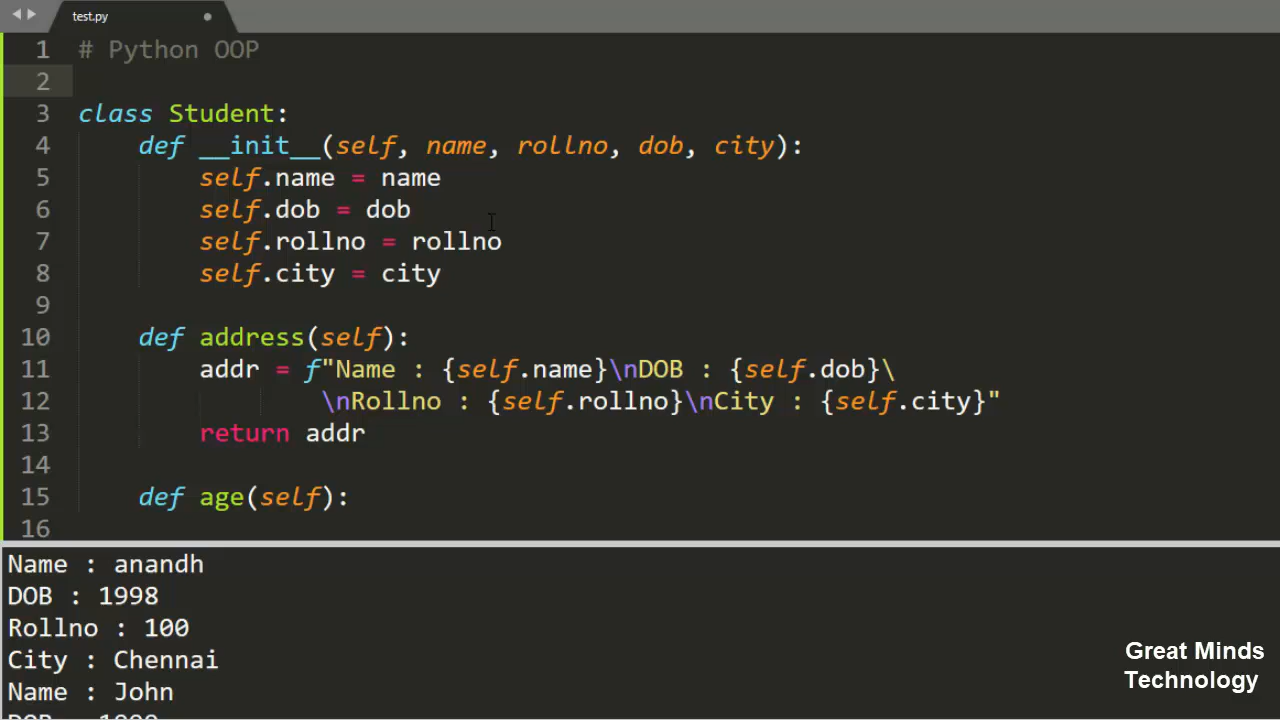 test.py
1 # Python OOP
2
3 class Student:
4 def __init__(self, name, rollno, dob, city):
5 self.name = name
6 self.dob = dob
7 self.rollno = rollno
8 self.city = city
9
10 def address(self):
11 addr = f"Name : {self.name}\nDOB : {self.dob}\
12 \nRollno : {self.rollno}\nCity : {self.city}"
13 return addr
14
15 def age(self):
16
Name : anandh
DOB : 1998
Rollno : 100
City : Chennai
Name : John
Great Minds
Technology